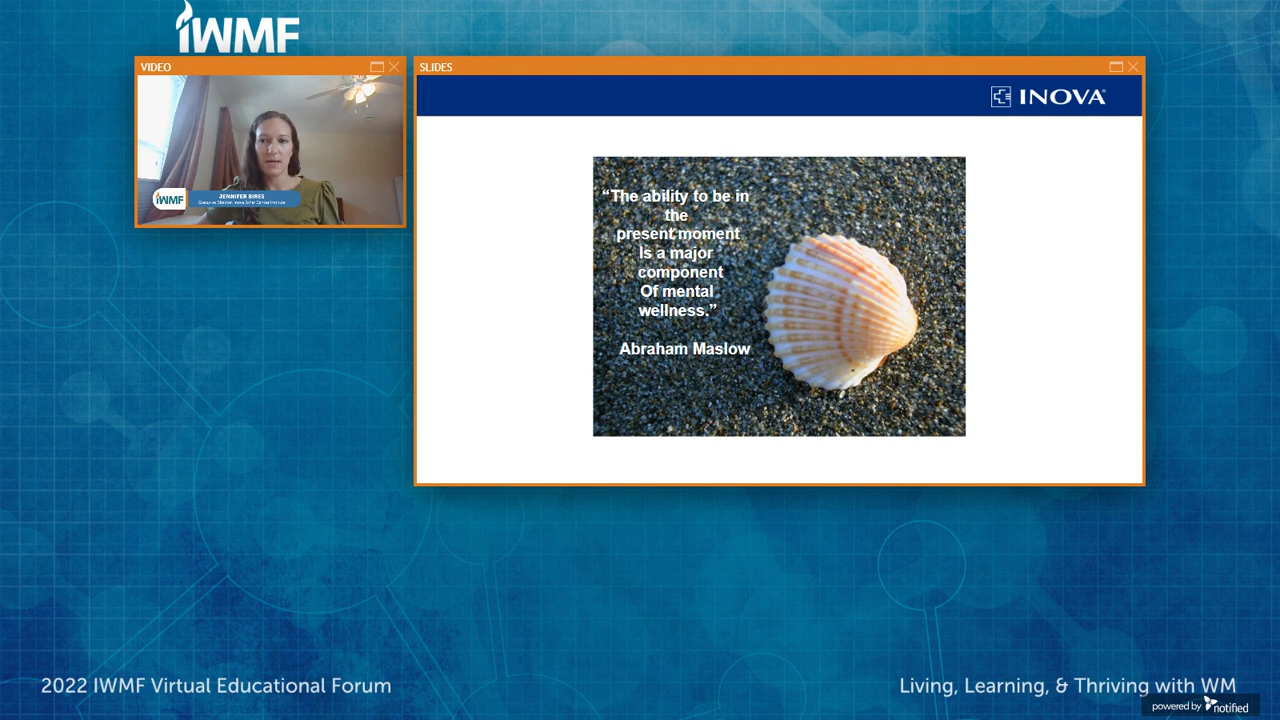 iWMF
VIDEO
SLIDES
INOVA
JENNIFER BIRES
iWMF
“The ability to be in
the
present moment
Is a major
component
Of mental
wellness.”
Abraham Maslow
2022 IWMF Virtual Educational Forum
Living, Learning, & Thriving with WM
powered by notified